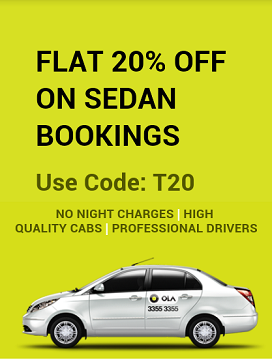 FLAT 20% OFF
ON SEDAN
BOOKINGS
Use Code: T20
NO NIGHT CHARGES | HIGH
QUALITY CABS | PROFESSIONAL DRIVERS
OLA
3355 3355